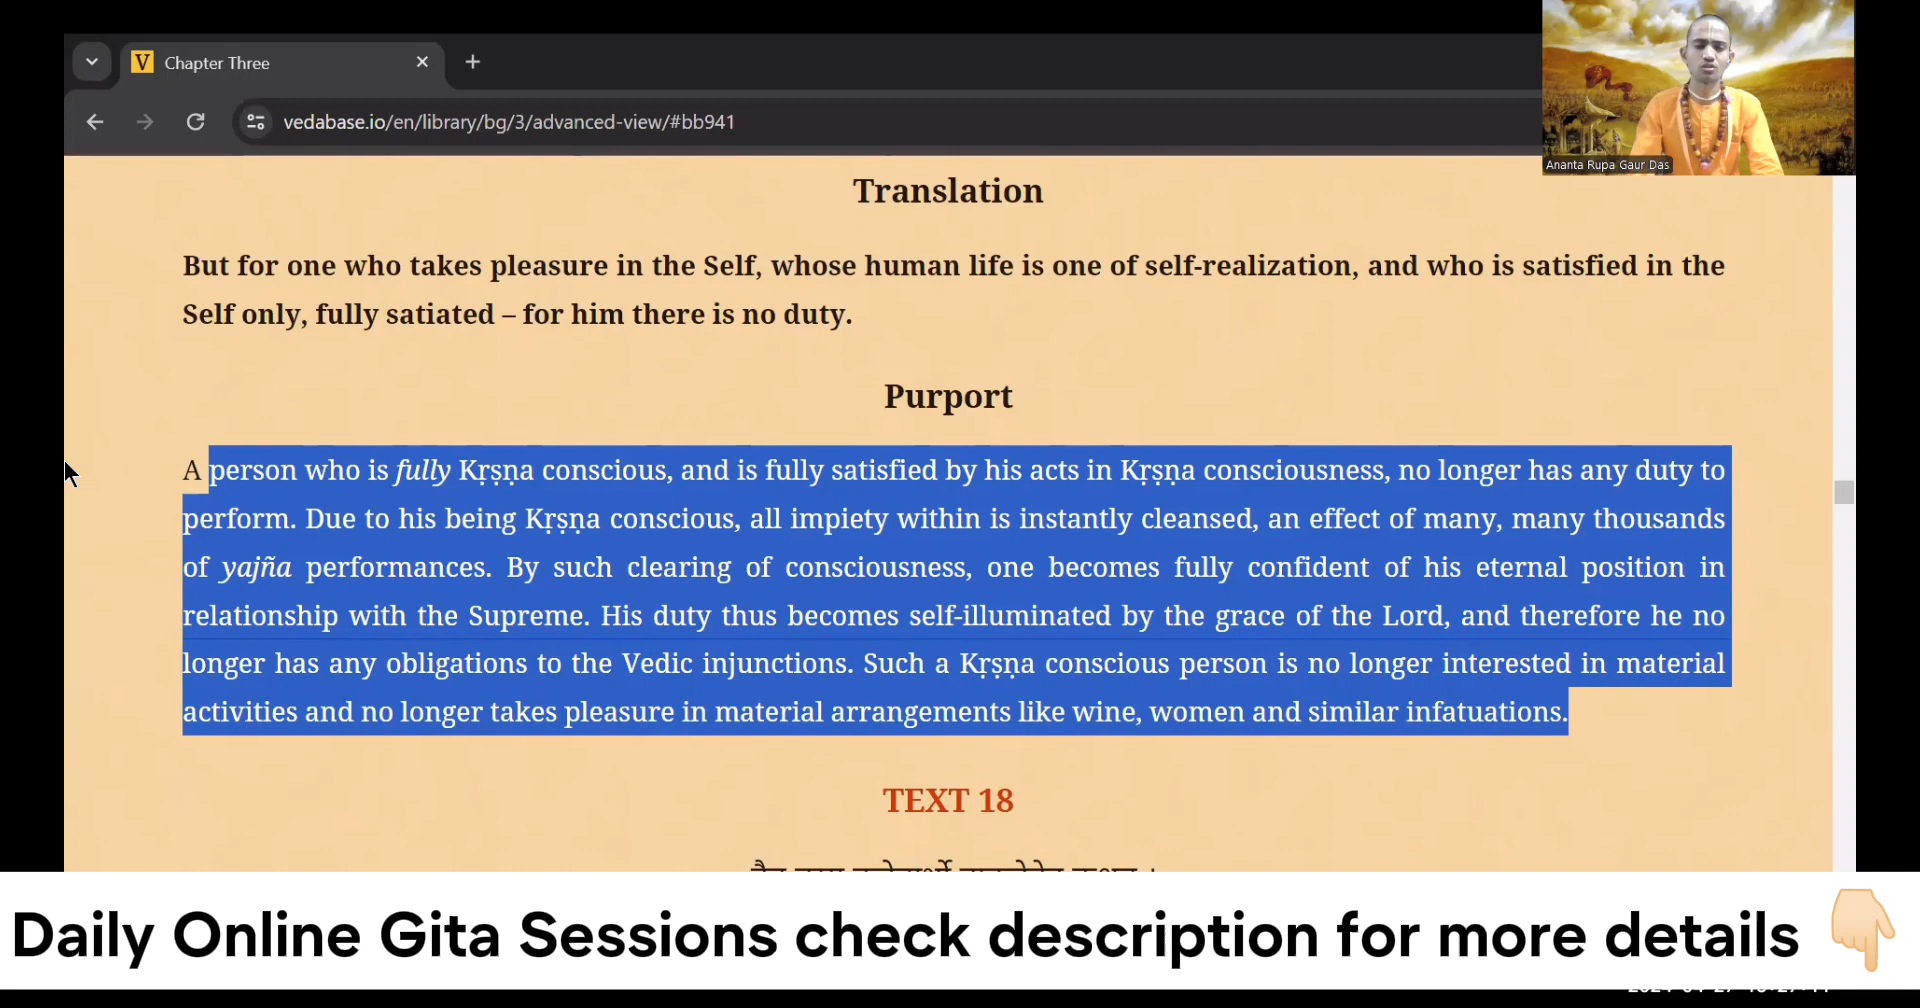 V Chapter Three
vedabase.io/en/library/bg/3/advanced-view/#bb941
Ananta Rupa Gaur Das
Translation
But for one who takes pleasure in the Self, whose human life is one of self-realization, and who is satisfied in the
Self only, fully satiated – for him there is no duty.
Purport
A person who is fully Kṛṣṇa conscious, and is fully satisfied by his acts in Kṛṣṇa consciousness, no longer has any duty to
perform. Due to his being Kṛṣṇa conscious, all impiety within is instantly cleansed, an effect of many, many thousands
of yajña performances. By such clearing of consciousness, one becomes fully confident of his eternal position in
relationship with the Supreme. His duty thus becomes self-illuminated by the grace of the Lord, and therefore he no
longer has any obligations to the Vedic injunctions. Such a Kṛṣṇa conscious person is no longer interested in material
activities and no longer takes pleasure in material arrangements like wine, women and similar infatuations.
TEXT 18
Daily Online Gita Sessions check description for more details